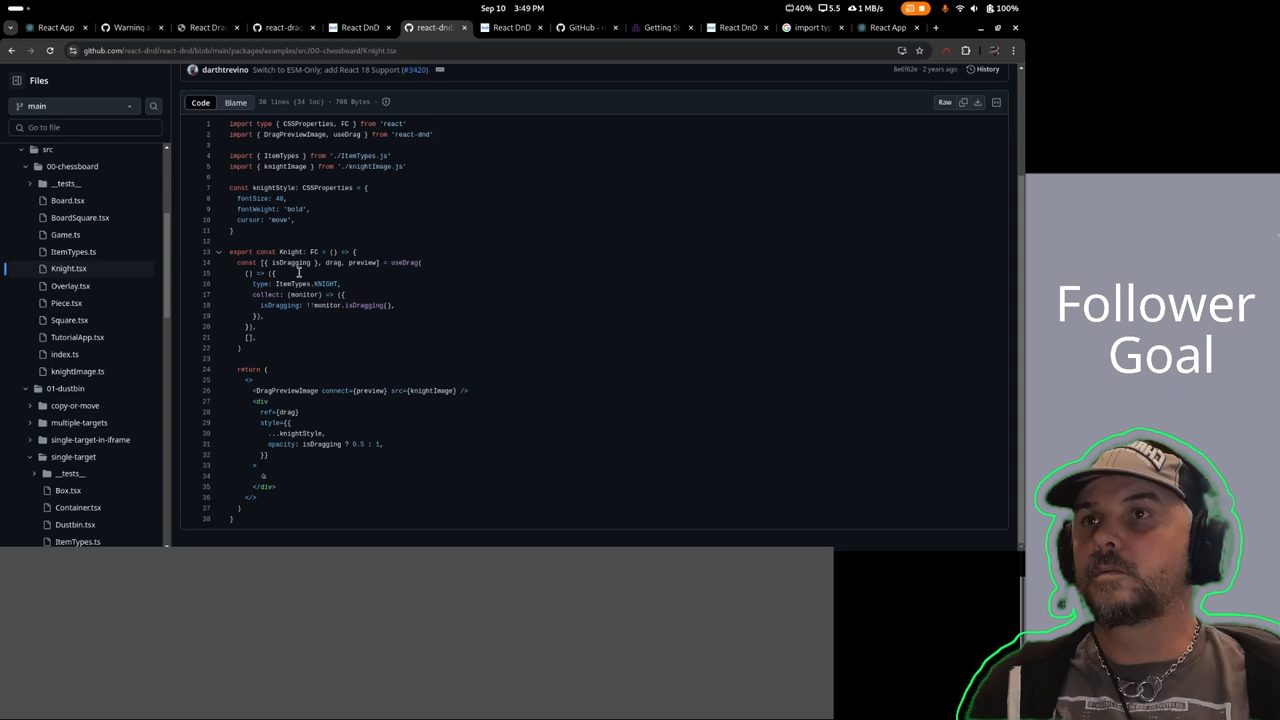 Sep 10 3:49 PM
40% 5.5 1 MB/s 100%
React App
Warning
React Dra
react-drag
React DnD
react-dnd
React DnD
GitHub - r
Getting S
React DnD
import typ
React App
github.com/react-dnd/react-dnd/blob/main/packages/examples/src/00-chessboard/Knight.tsx
Files
main
Go to file
src
00-chessboard
__tests__
Board.tsx
BoardSquare.tsx
Game.ts
ItemTypes.ts
Knight.tsx
Overlay.tsx
Piece.tsx
Square.tsx
TutorialApp.tsx
index.ts
knightImage.ts
01-dustbin
copy-or-move
multiple-targets
single-target-in-iframe
single-target
__tests__
Box.tsx
Container.tsx
Dustbin.tsx
ItemTypes.ts
darthtrevino Switch to ESM-Only; add React 18 Support (#3420)
8e6f62e · 2 years ago History
Code Blame 38 lines (34 loc) · 708 Bytes
Raw
1 import type { CSSProperties, FC } from 'react'
2 import { DragPreviewImage, useDrag } from 'react-dnd'
3
4 import { ItemTypes } from './ItemTypes.js'
5 import { knightImage } from './knightImage.js'
6
7 const knightStyle: CSSProperties = {
8 fontSize: 40,
9 fontWeight: 'bold',
10 cursor: 'move',
11 }
12
13 export const Knight: FC = () => {
14 const [{ isDragging }, drag, preview] = useDrag(
15 () => ({
16 type: ItemTypes.KNIGHT,
17 collect: (monitor) => ({
18 isDragging: !!monitor.isDragging(),
19 }),
20 }),
21 [],
22 )
23
24 return (
25 <>
26 <DragPreviewImage connect={preview} src={knightImage} />
27 <div
28 ref={drag}
29 style={{
30 ...knightStyle,
31 opacity: isDragging ? 0.5 : 1,
32 }}
33 >
34 ♘
35 </div>
36 </>
37 )
38 }
Follower
Goal